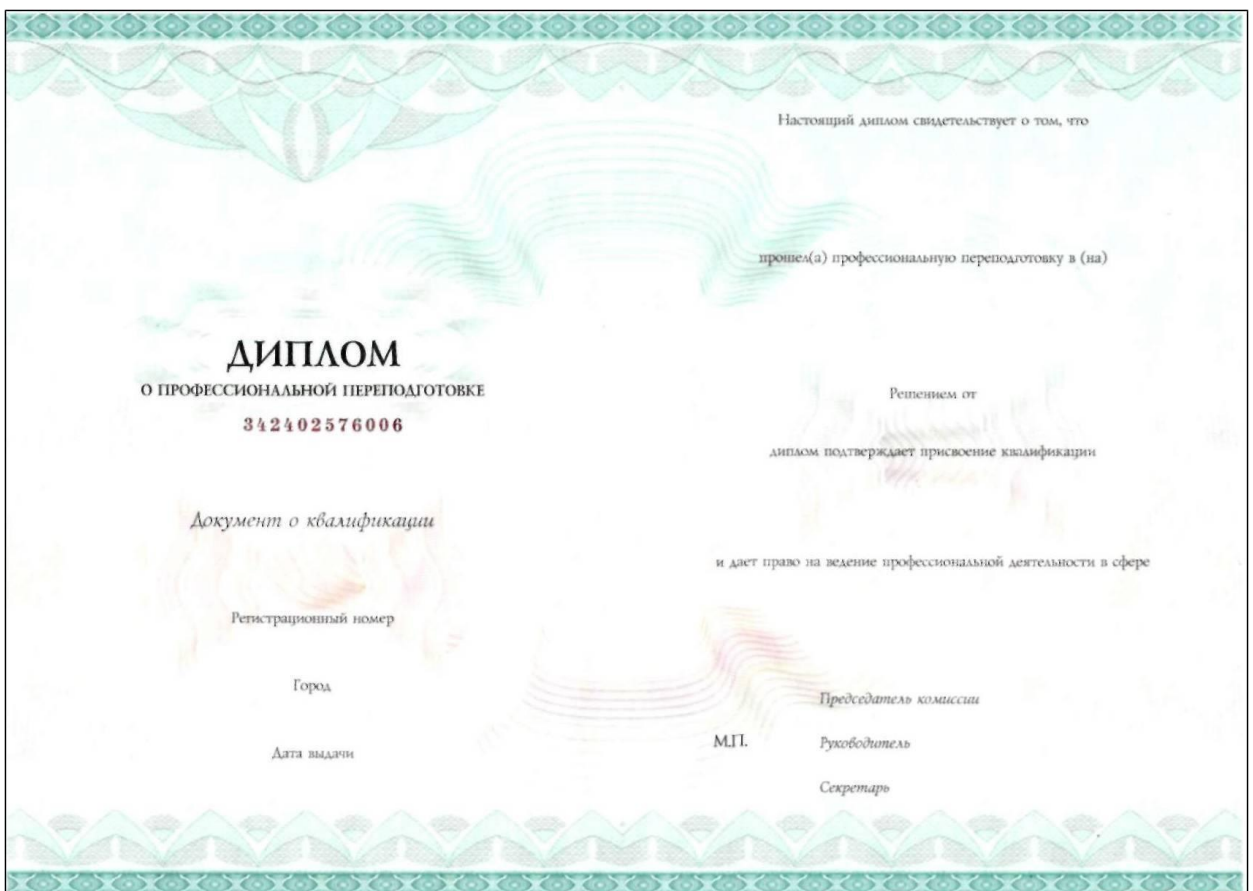 ДИПЛОМ
О ПРОФЕССИОНАЛЬНОЙ ПЕРЕПОДГОТОВКЕ
342402576006
Документ о квалификации
Регистрационный номер
Город
Дата выдачи
Настоящий диплом свидетельствует о том, что
прошел(а) профессиональную переподготовку в (на)
Решением от
диплом подтверждает присвоение квалификации
и дает право на ведение профессиональной деятельности в сфере
Председатель комиссии
М.П. Руководитель
Секретарь